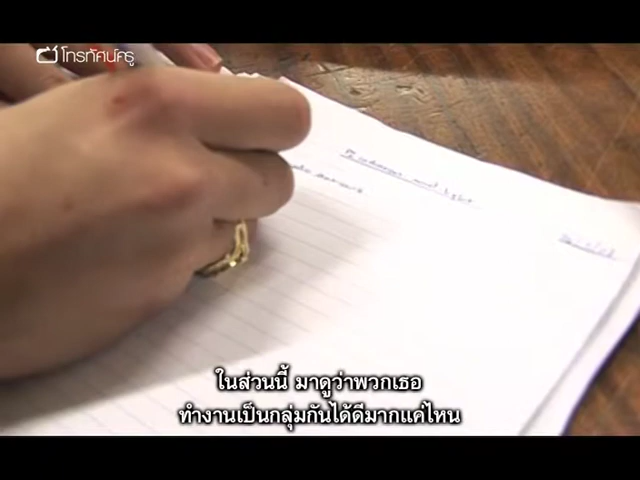 โทรทัศน์ครู
ในส่วนนี้ มาดูว่าพวกเธอ
ทำงานเป็นกลุ่มกันได้ดีมากแค่ไหน